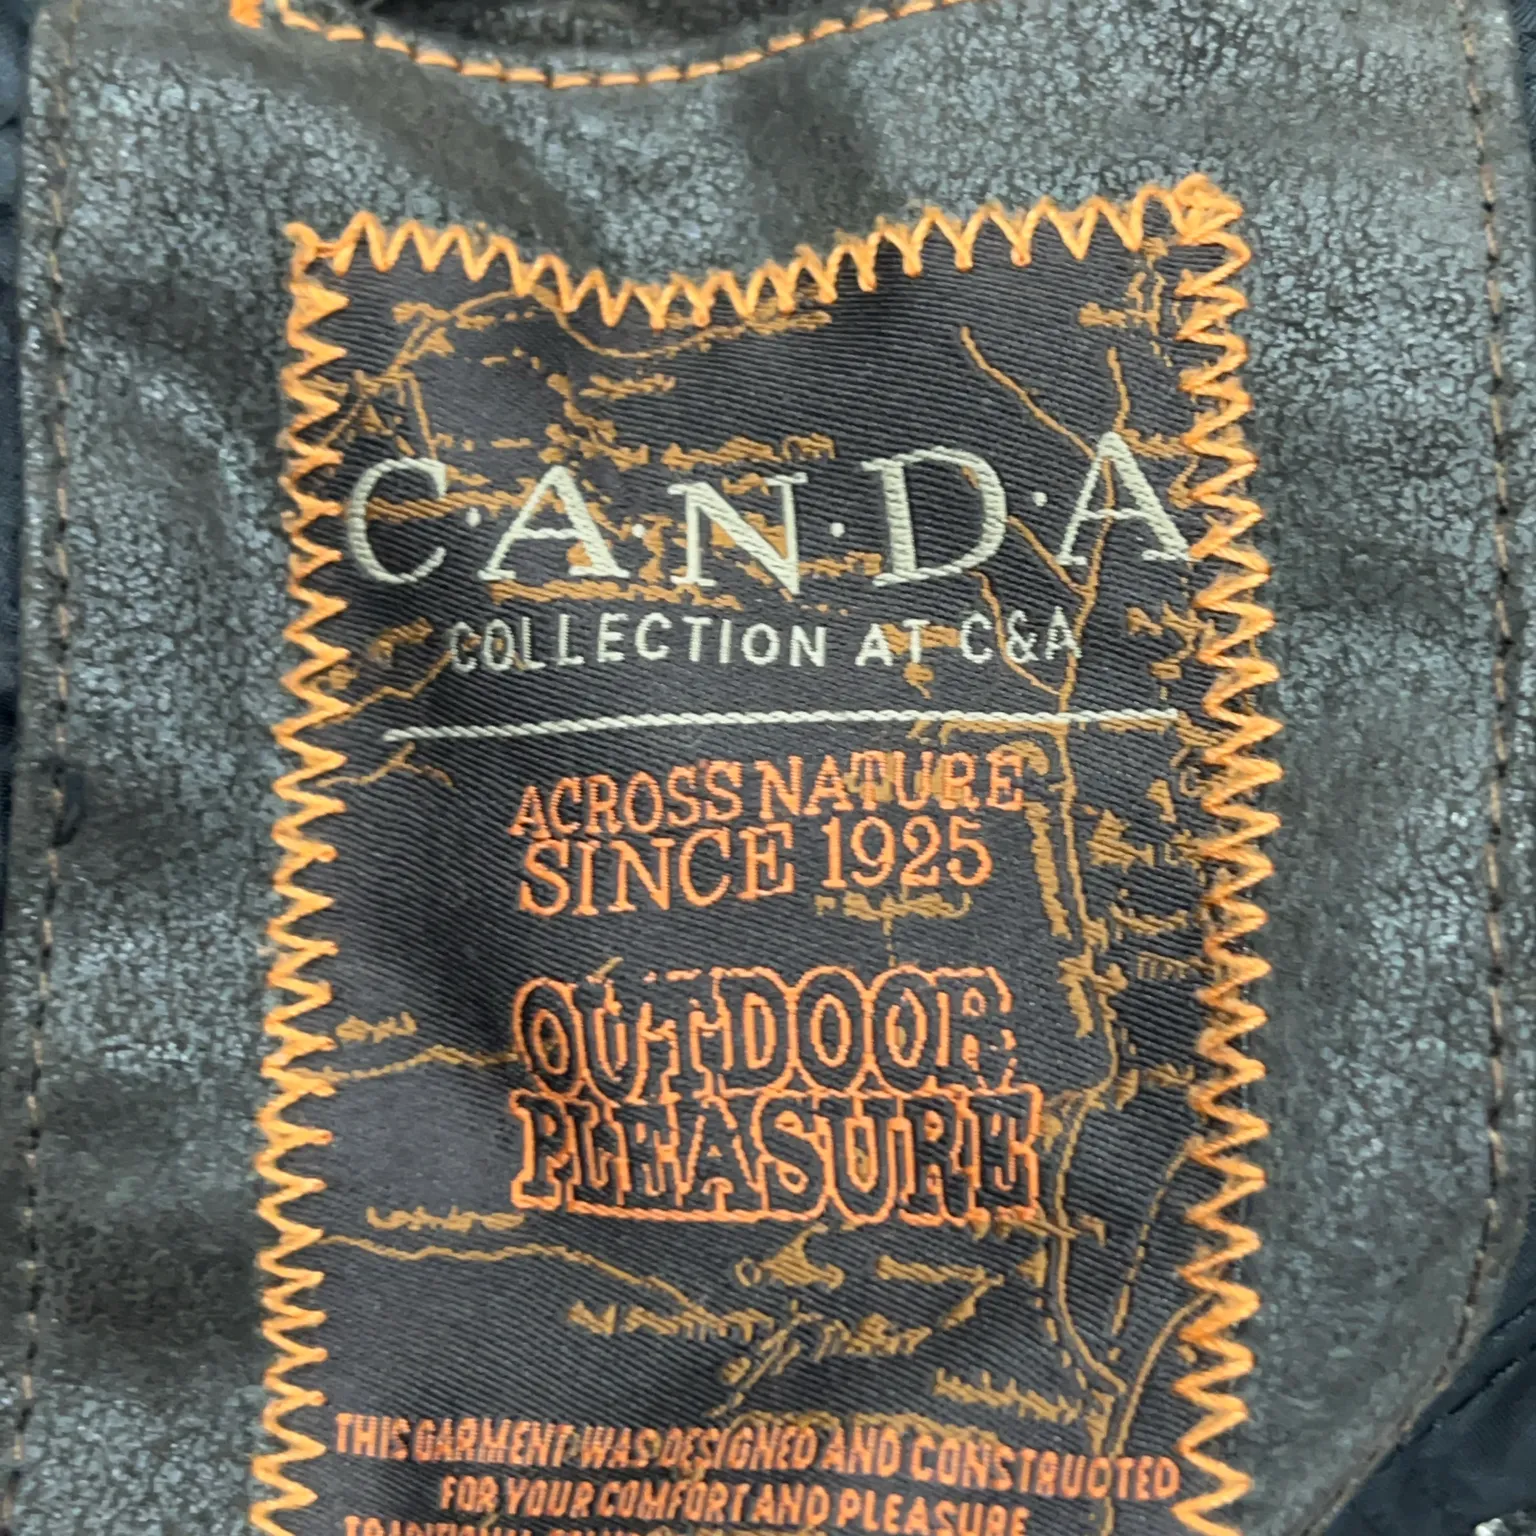 C·A·N·D·A
COLLECTION AT C&A
ACROSS NATURE
SINCE 1925
OUTDOOR
PLEASURE
THIS GARMENT WAS DESIGNED AND CONSTRUCTED
FOR YOUR COMFORT AND PLEASURE